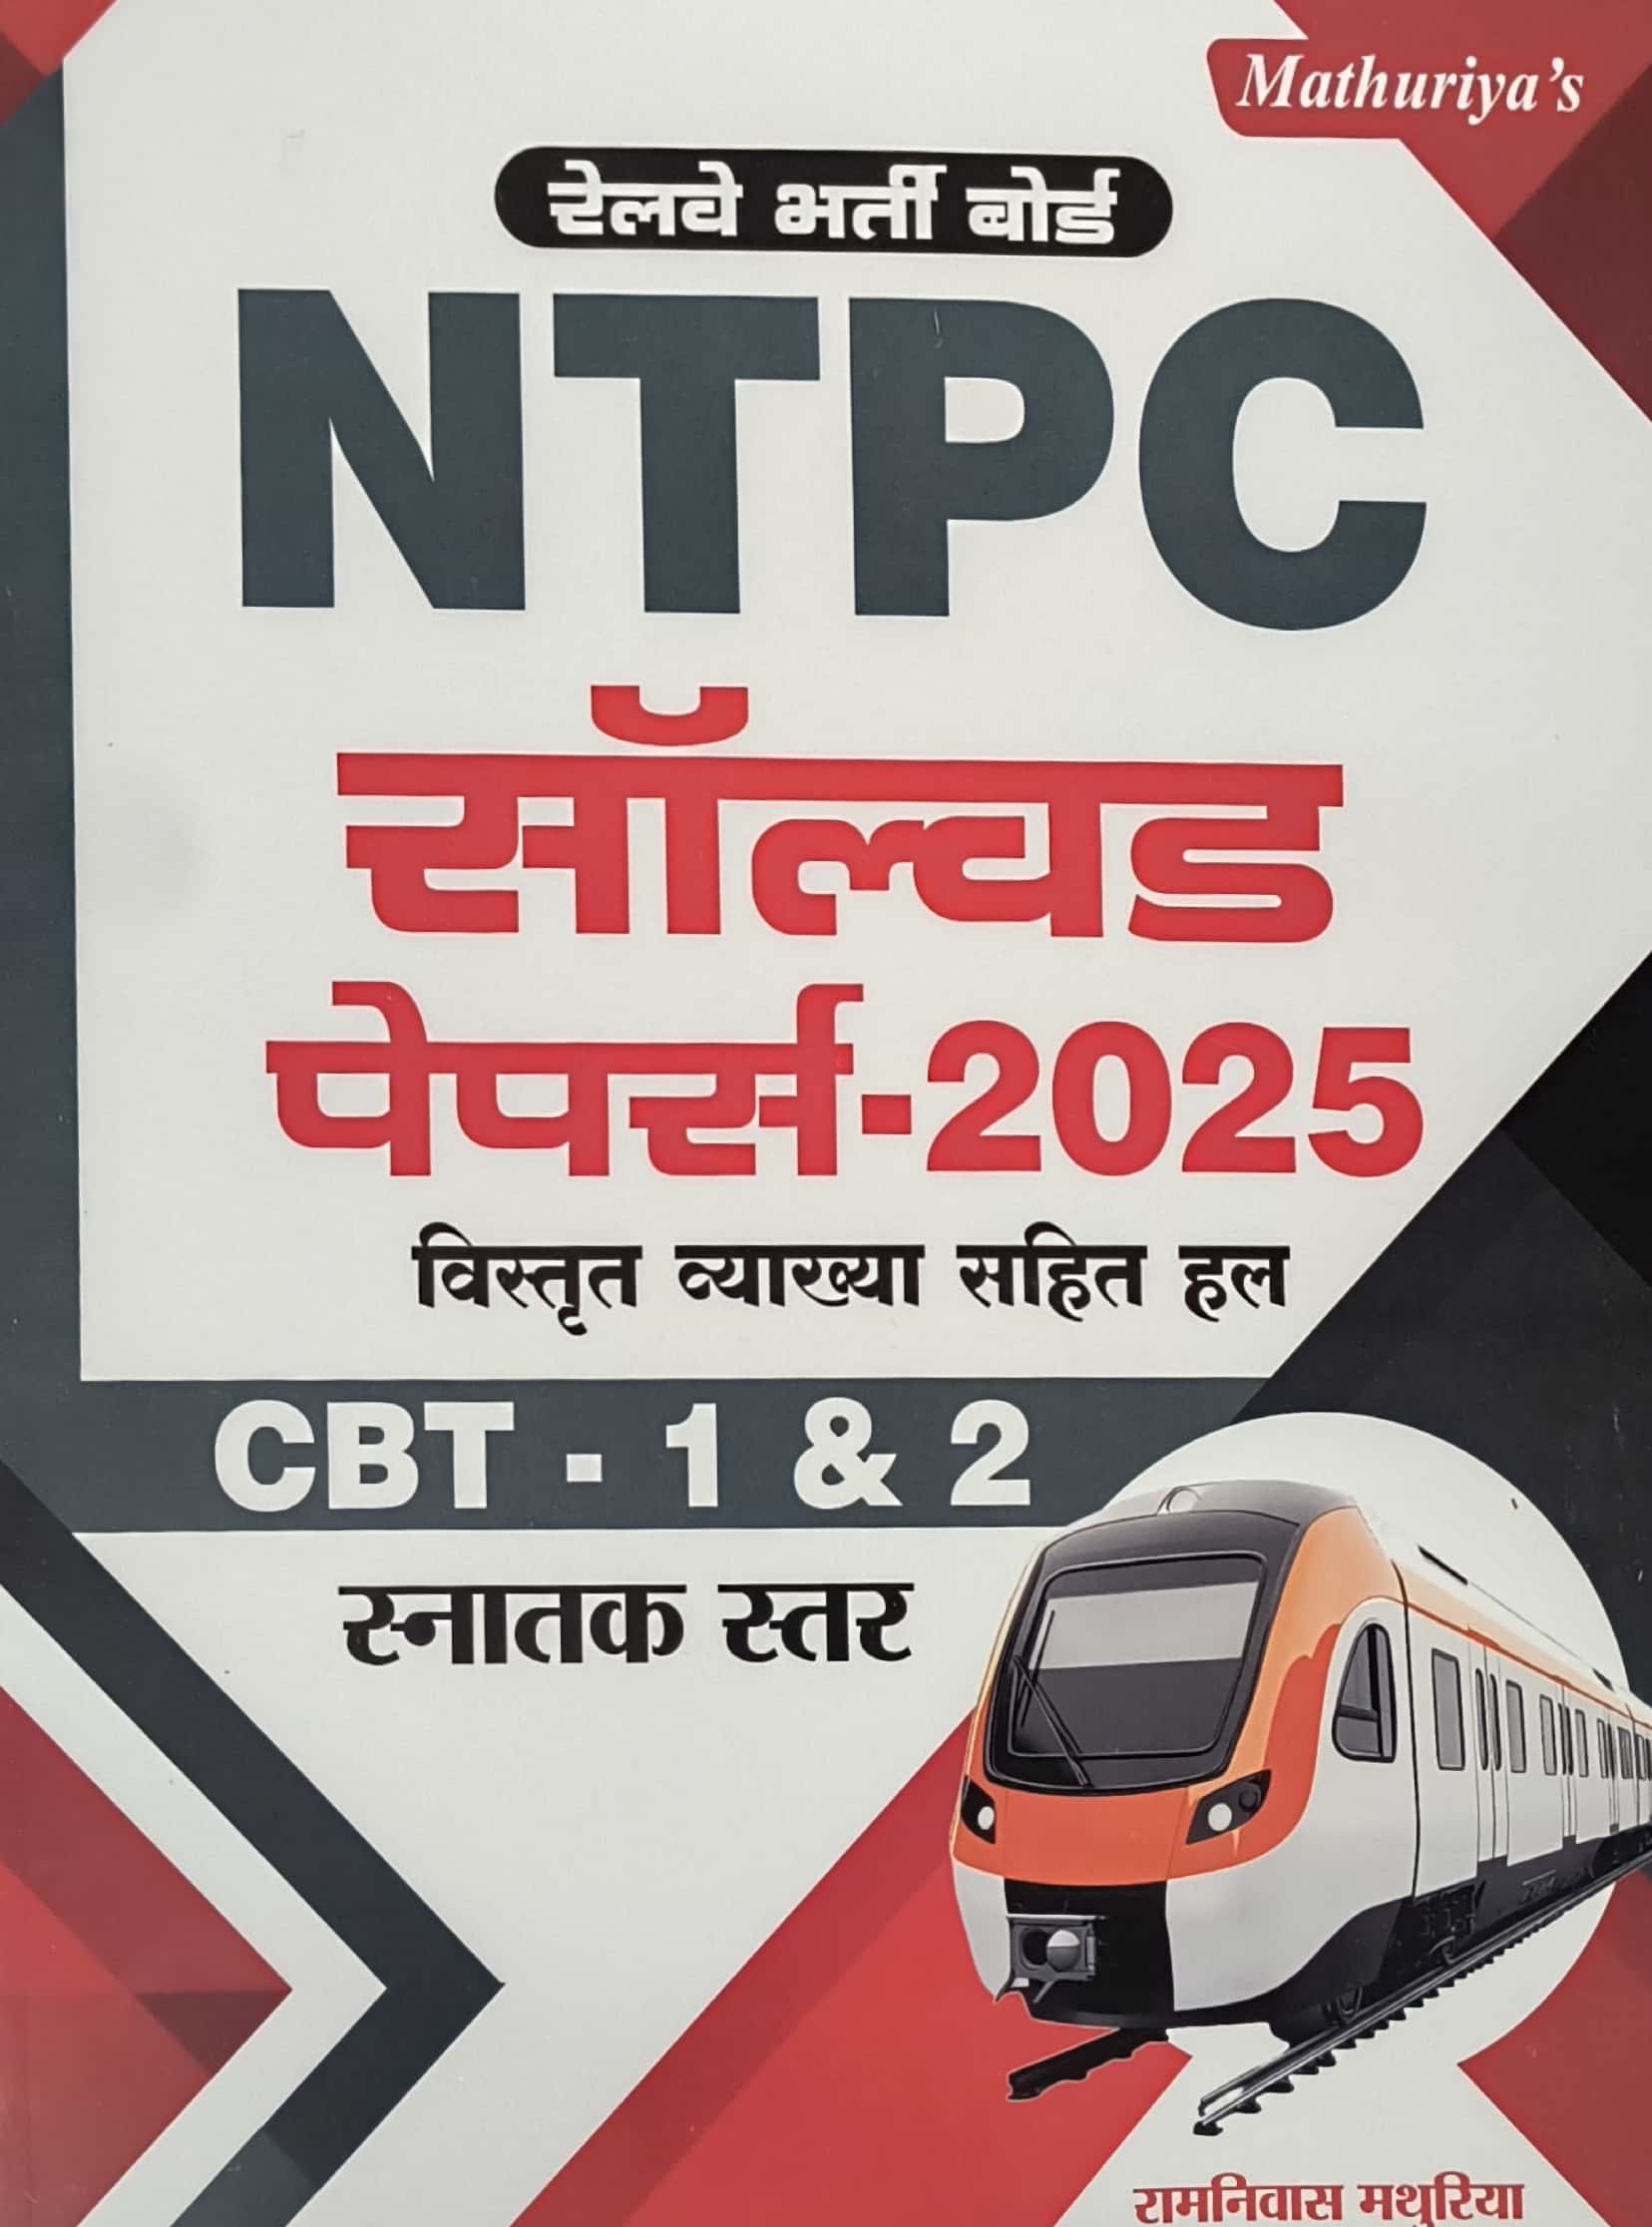 Mathuriya's
रेलवे भर्ती बोर्ड
NTPC
सॉल्वड
पेपर्स-2025
विस्तृत व्याख्या सहित हल
CBT - 1 & 2
स्नातक स्तर
रामनिवास मथुरिया